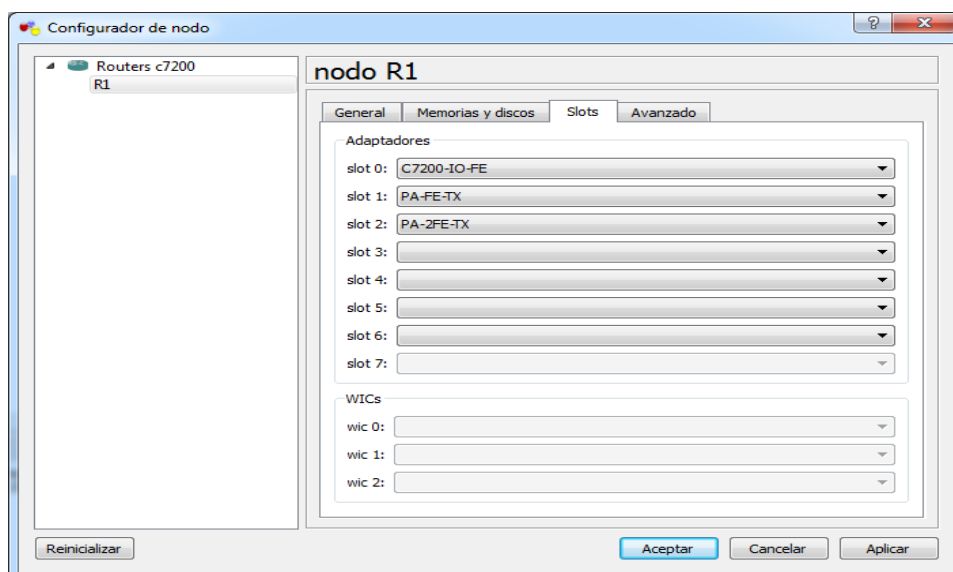 Configurador de nodo
Routers c7200
R1
nodo R1
General Memorias y discos Slots Avanzado
Adaptadores
slot 0: C7200-IO-FE
slot 1: PA-FE-TX
slot 2: PA-2FE-TX
slot 3:
slot 4:
slot 5:
slot 6:
slot 7:
WICs
wic 0:
wic 1:
wic 2:
Reinicializar Aceptar Cancelar Aplicar